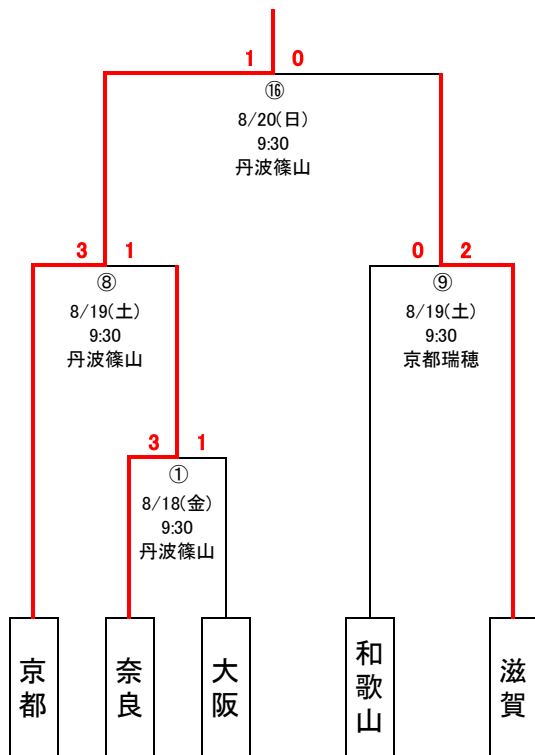 1 0
⑯
8/20(日)
9:30
丹波篠山
3 1
⑧
8/19(土)
9:30
丹波篠山
0 2
⑨
8/19(土)
9:30
京都瑞穂
3 1
①
8/18(金)
9:30
丹波篠山
京都
奈良
大阪
和歌山
滋賀